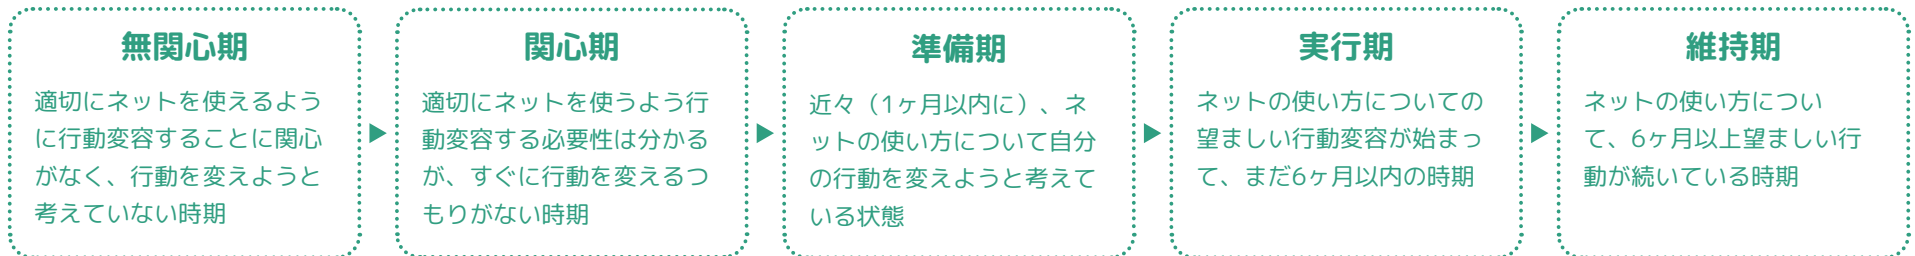 無関心期
適切にネットを使えるよう
に行動変容することに関心
がなく、行動を変えようと
考えていない時期
関心期
適切にネットを使うよう行
動変容する必要性は分かる
が、すぐに行動を変えるつ
もりがない時期
準備期
近々（1ヶ月以内に）、ネ
ットの使い方について自分
の行動を変えようと考えて
いる状態
実行期
ネットの使い方についての
望ましい行動変容が始まっ
て、まだ6ヶ月以内の時期
維持期
ネットの使い方につい
て、6ヶ月以上望ましい行
動が続いている時期